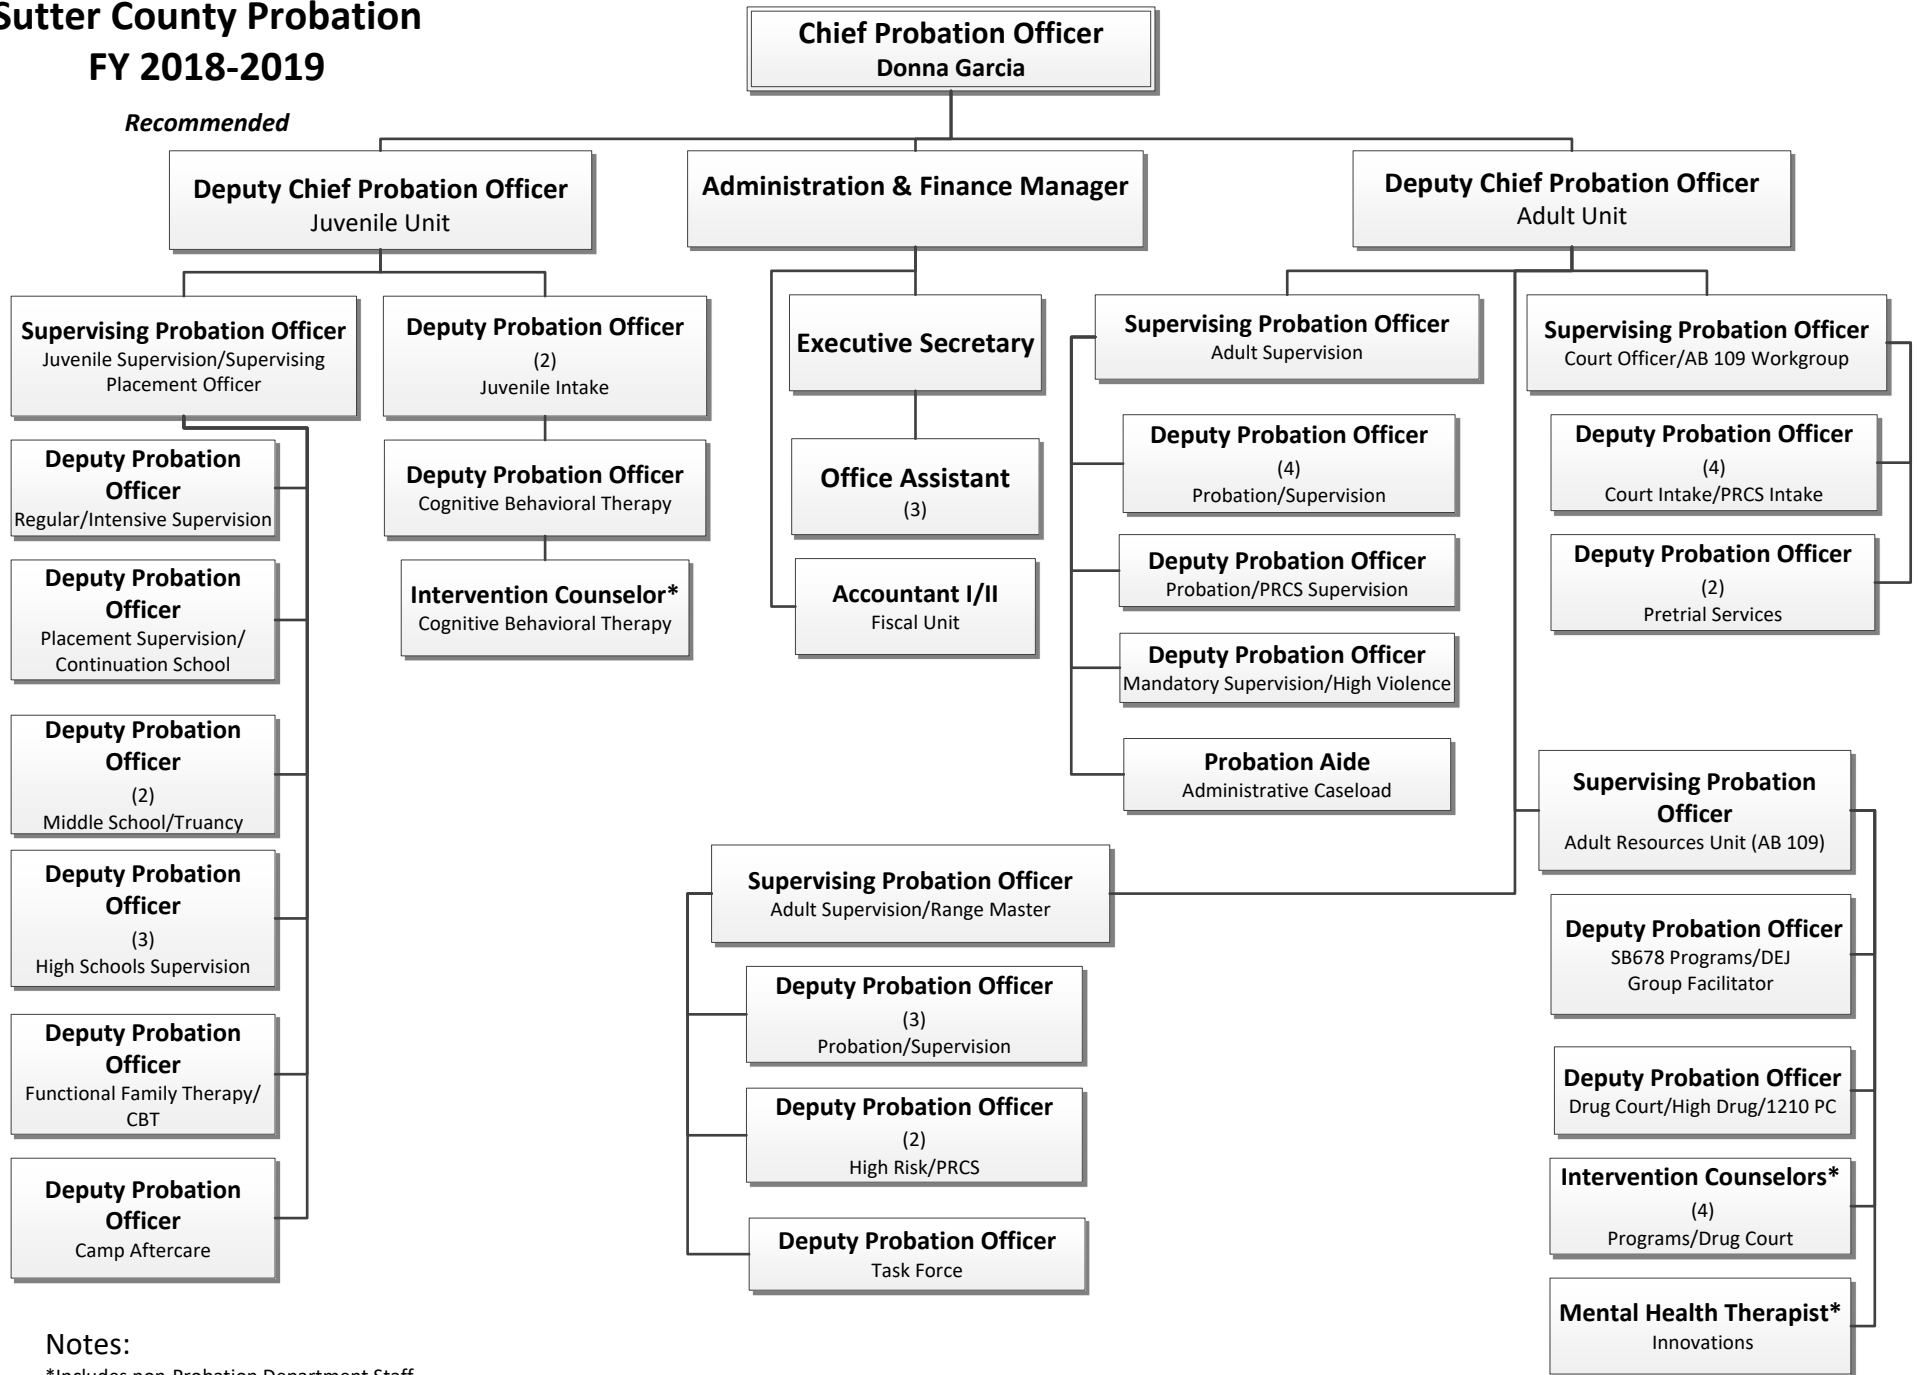 Sutter County Probation
FY 2018-2019
Recommended
Chief Probation Officer
Donna Garcia
Deputy Chief Probation Officer
Juvenile Unit
Administration & Finance Manager
Deputy Chief Probation Officer
Adult Unit
Supervising Probation Officer
Juvenile Supervision/Supervising
Placement Officer
Deputy Probation
Officer
Regular/Intensive Supervision
Deputy Probation
Officer
Placement Supervision/
Continuation School
Deputy Probation
Officer
(2)
Middle School/Truancy
Deputy Probation
Officer
(3)
High Schools Supervision
Deputy Probation
Officer
Functional Family Therapy/
CBT
Deputy Probation
Officer
Camp Aftercare
Deputy Probation Officer
(2)
Juvenile Intake
Deputy Probation Officer
Cognitive Behavioral Therapy
Intervention Counselor*
Cognitive Behavioral Therapy
Executive Secretary
Office Assistant
(3)
Accountant I/II
Fiscal Unit
Supervising Probation Officer
Adult Supervision
Deputy Probation Officer
(4)
Probation/Supervision
Deputy Probation Officer
Probation/PRCS Supervision
Deputy Probation Officer
Mandatory Supervision/High Violence
Probation Aide
Administrative Caseload
Supervising Probation Officer
Court Officer/AB 109 Workgroup
Deputy Probation Officer
(4)
Court Intake/PRCS Intake
Deputy Probation Officer
(2)
Pretrial Services
Supervising Probation Officer
Adult Supervision/Range Master
Deputy Probation Officer
(3)
Probation/Supervision
Deputy Probation Officer
(2)
High Risk/PRCS
Deputy Probation Officer
Task Force
Supervising Probation
Officer
Adult Resources Unit (AB 109)
Deputy Probation Officer
SB678 Programs/DEJ
Group Facilitator
Deputy Probation Officer
Drug Court/High Drug/1210 PC
Intervention Counselors*
(4)
Programs/Drug Court
Mental Health Therapist*
Innovations
Notes:
*Includes non-Probation Department Staff